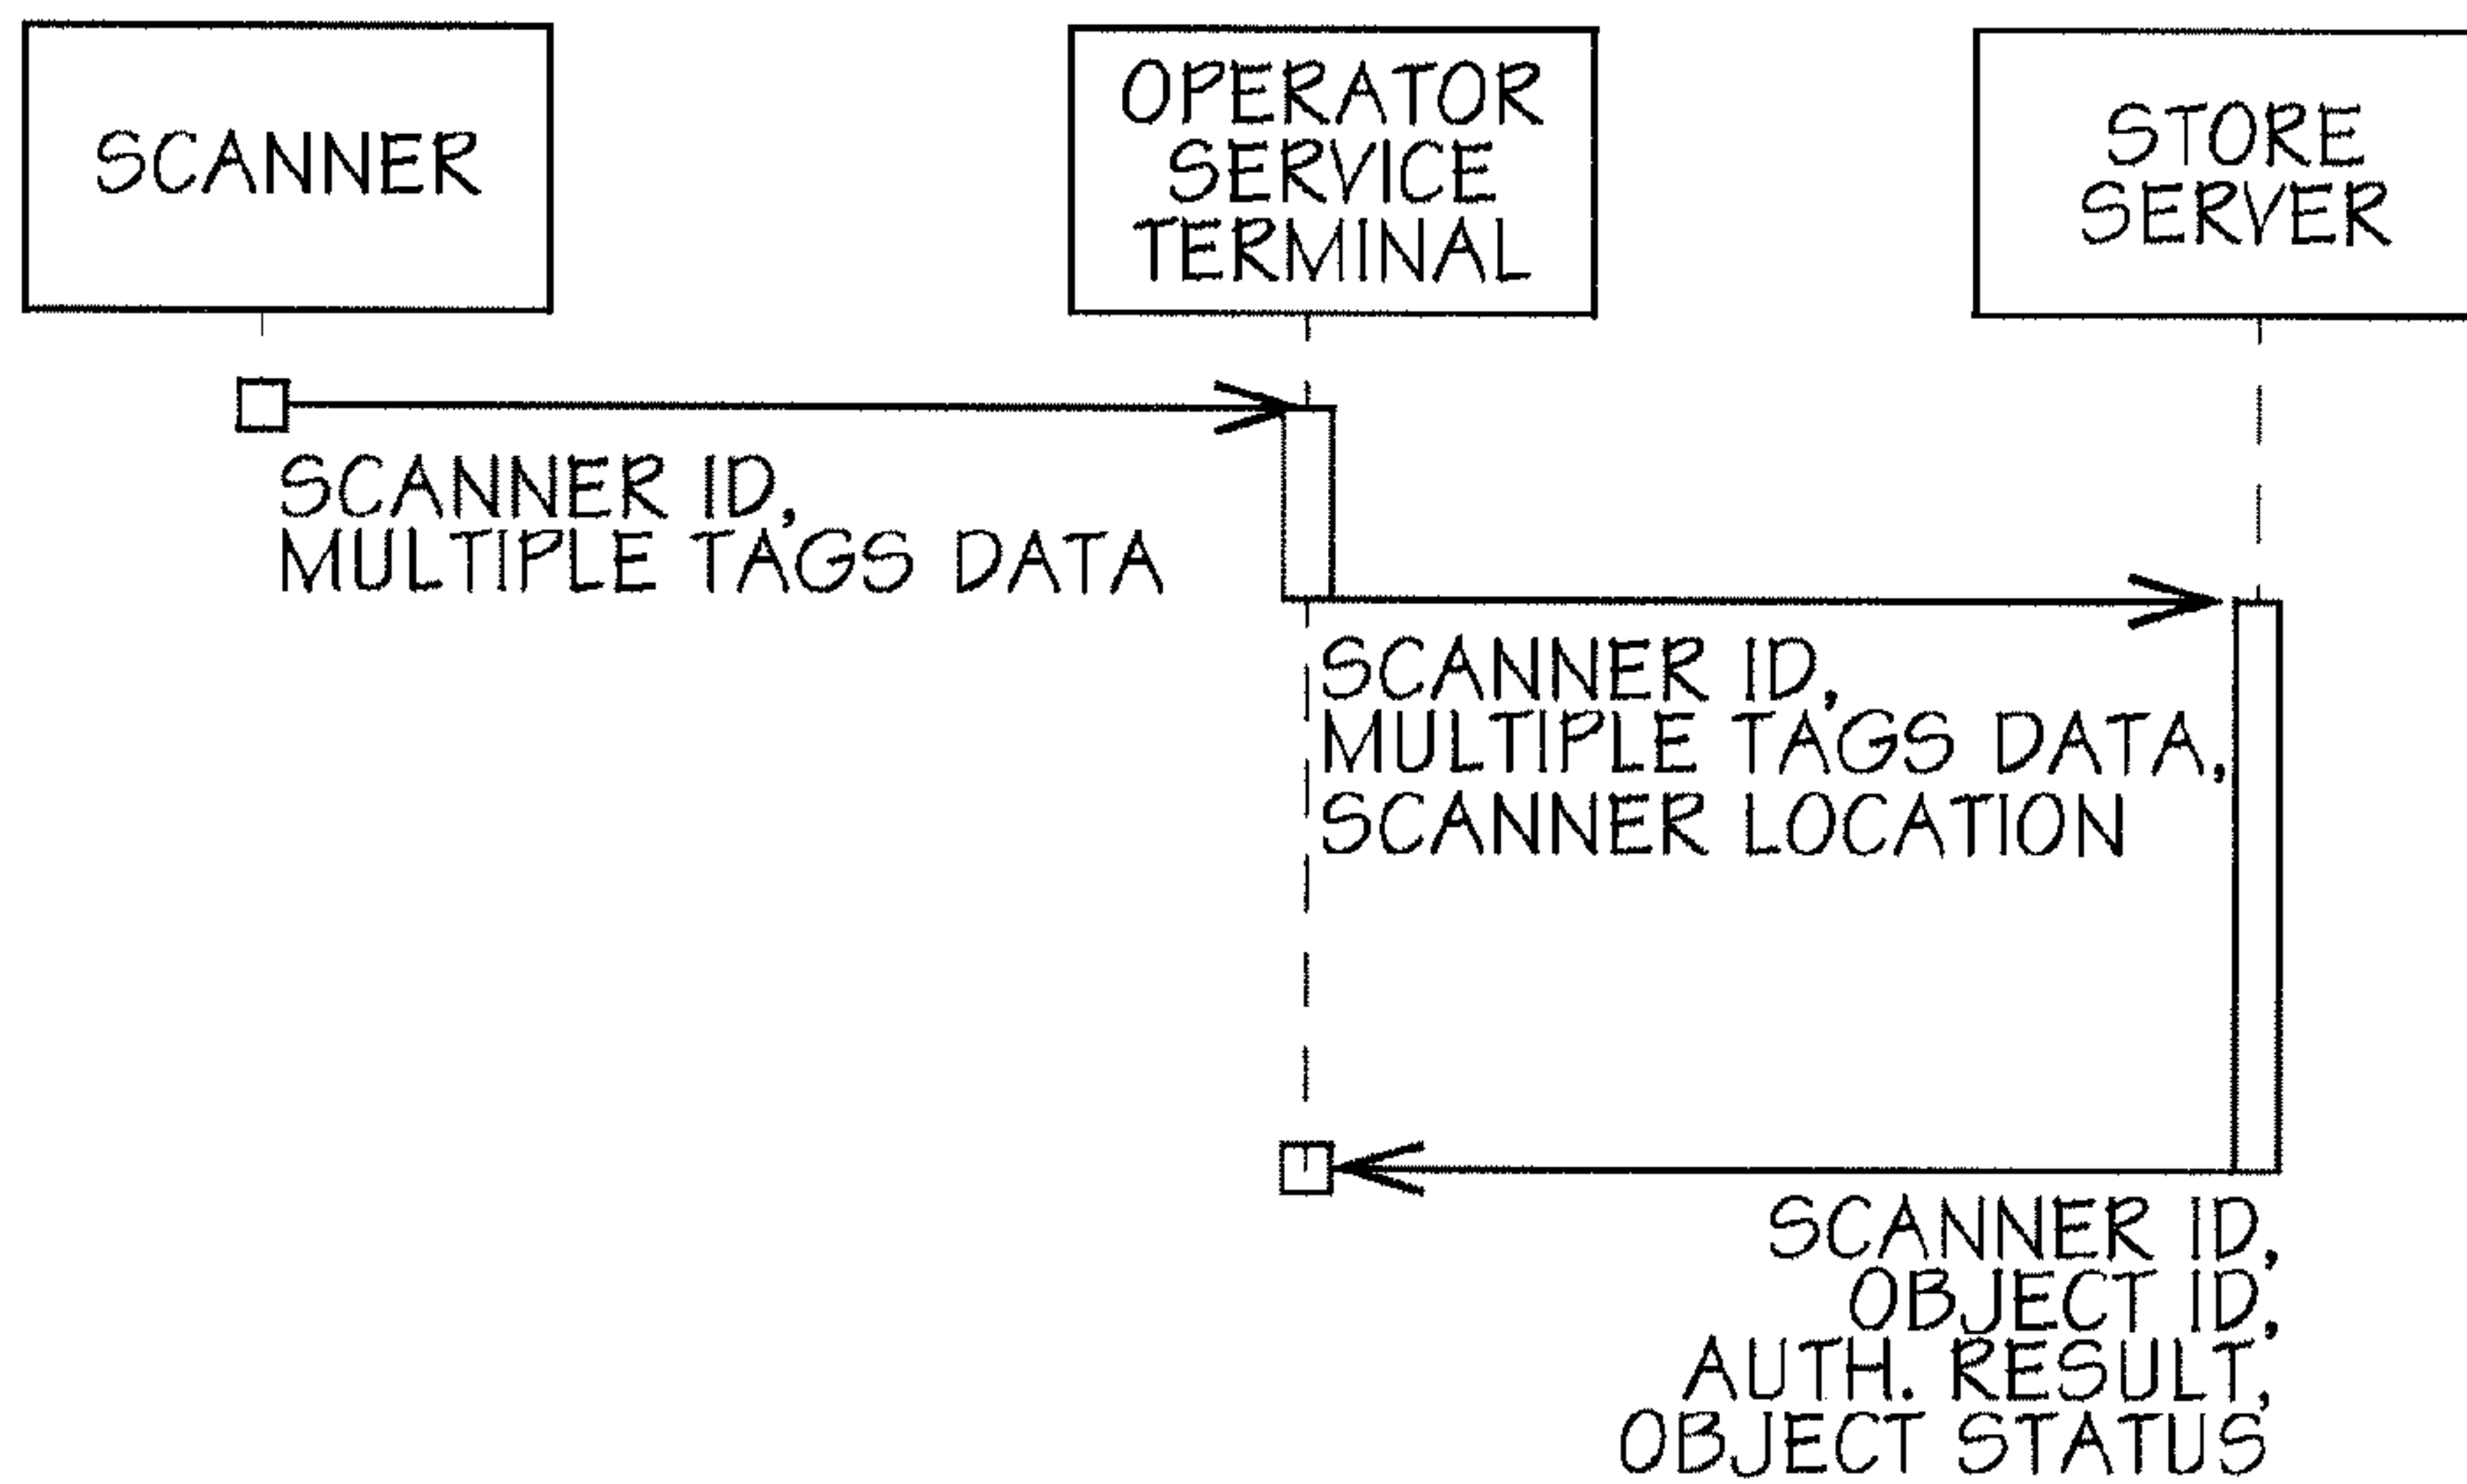 SCANNER
OPERATOR
SERVICE
TERMINAL
STORE
SERVER
SCANNER ID,
MULTIPLE TAGS DATA
SCANNER ID,
MULTIPLE TAGS DATA,
SCANNER LOCATION
SCANNER ID,
OBJECT ID,
AUTH. RESULT,
OBJECT STATUS